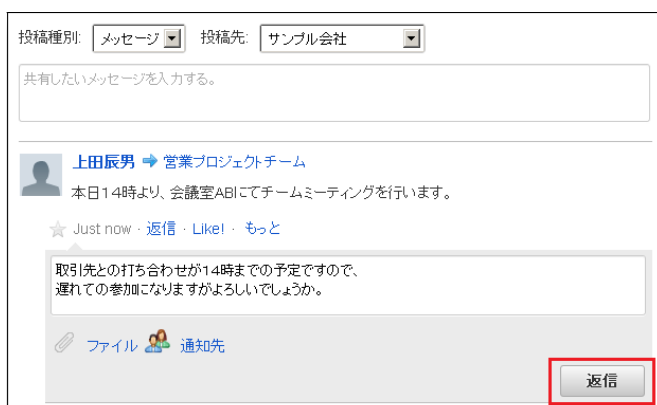 投稿種別: メッセージ 投稿先: サンプル会社
共有したいメッセージを入力する。
上田辰男 営業プロジェクトチーム
本日14時より、会議室ABIにてチームミーティングを行います。
Just now · 返信 · Like! · もっと
取引先との打ち合わせが14時までの予定ですので、
遅れての参加になりますがよろしいでしょうか。
ファイル 通知先
返信